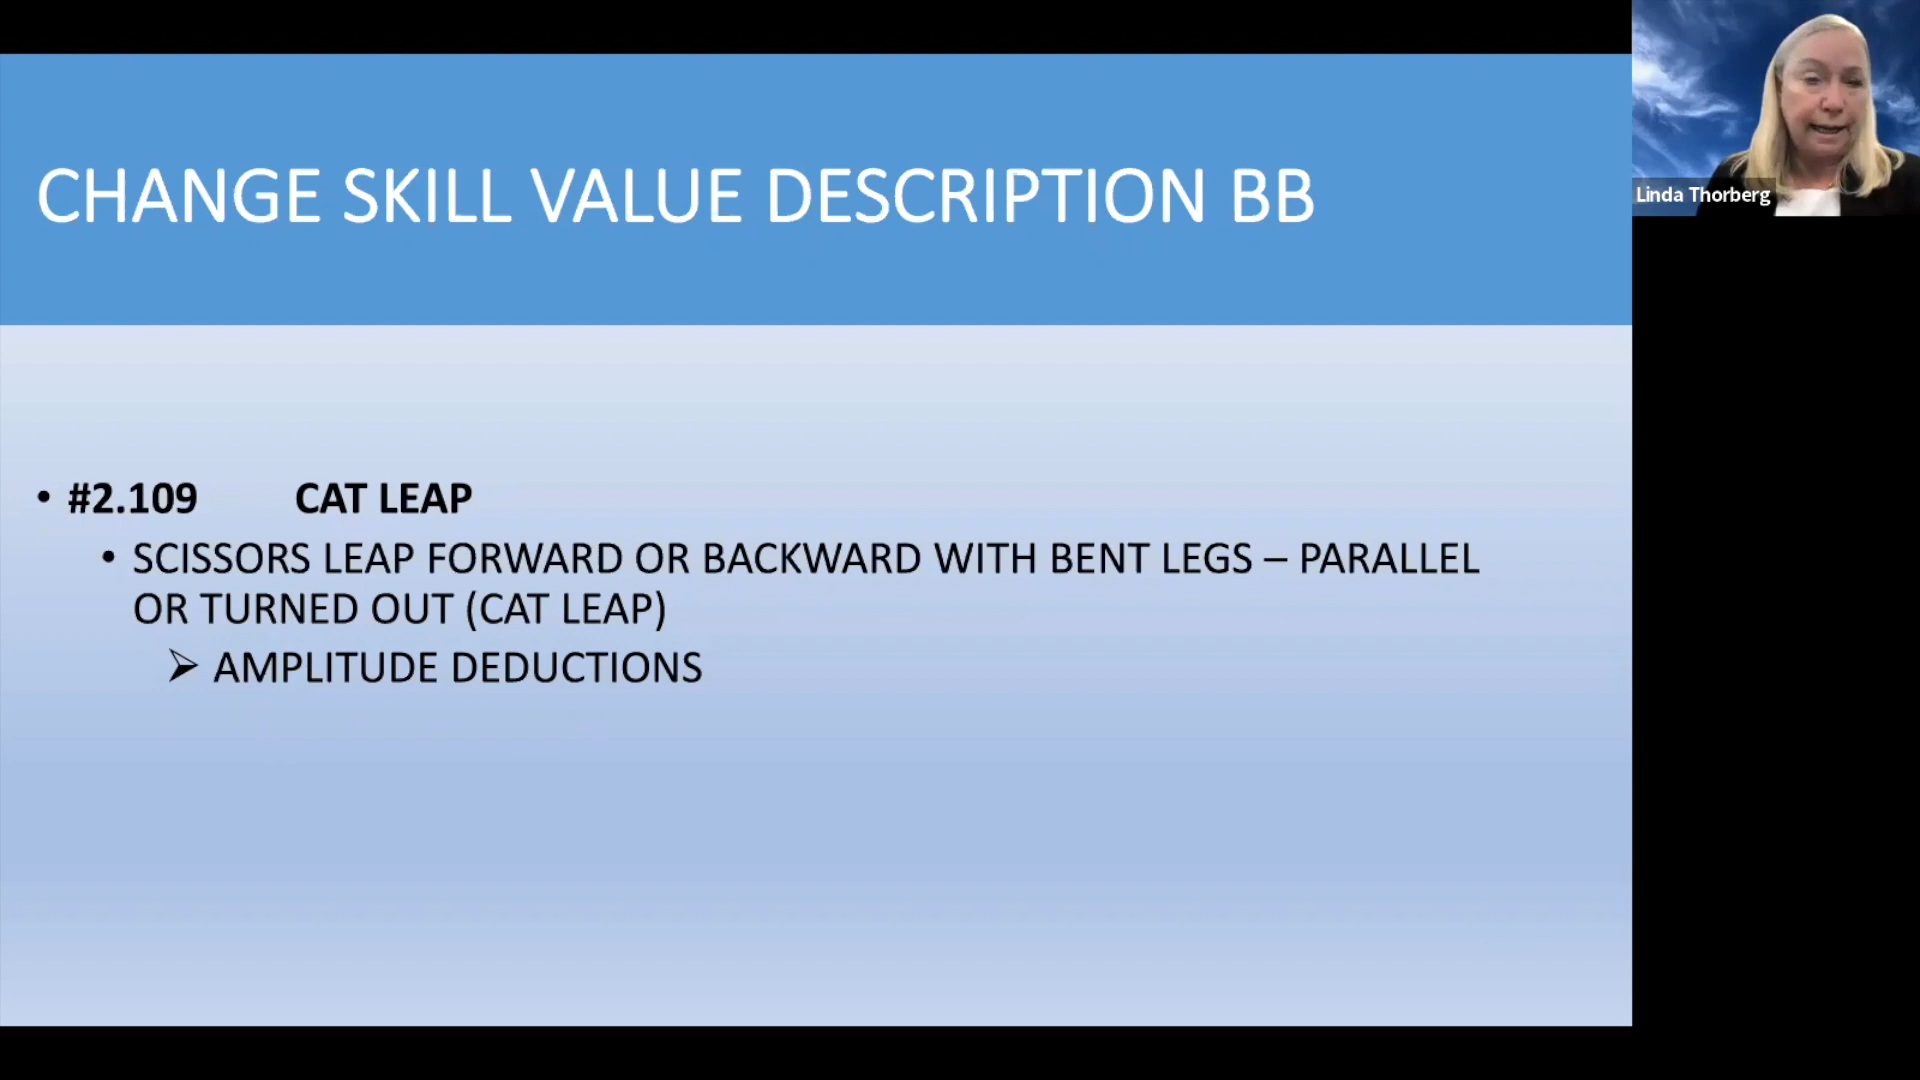 CHANGE SKILL VALUE DESCRIPTION BB
Linda Thorberg
• #2.109 CAT LEAP
• SCISSORS LEAP FORWARD OR BACKWARD WITH BENT LEGS – PARALLEL
OR TURNED OUT (CAT LEAP)
➢ AMPLITUDE DEDUCTIONS